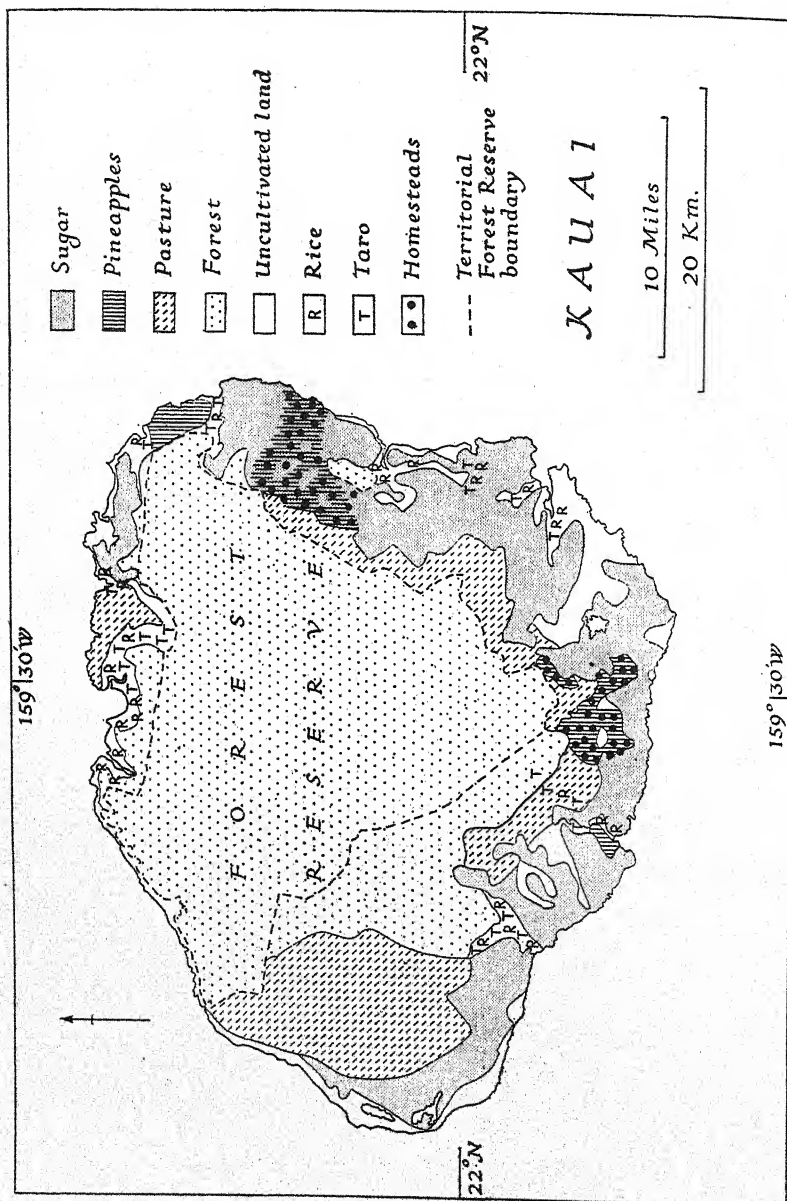 159°|30'W
Sugar
Pineapples
Pasture
Forest
Uncultivated land
R Rice
T Taro
Homesteads
Territorial
Forest Reserve
boundary
22°N
22°N
KAUAI
10 Miles
20 Km.
FOREST
RESERVE
R
R
R
R
R
R
R
T
T
R
T
R
T
T
T
T
R
R
R
T
T
R
R
R
R
R
T
R
R
T
R
T
R
R
T
T
R
T
R
R
T
R
T
R
T
R
R
159°|30'W